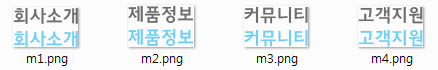 회사소개 제품정보 커뮤니티 고객지원
회사소개 제품정보 커뮤니티 고객지원
m1.png m2.png m3.png m4.png